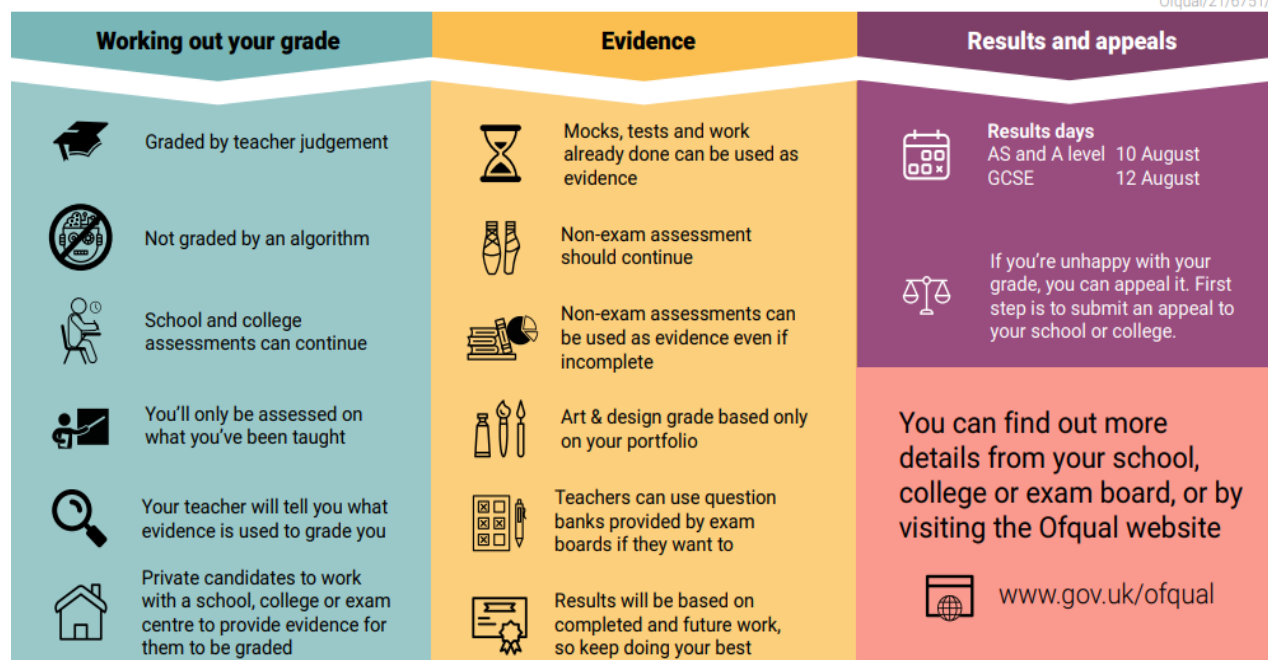 Ofqual/21/6751/
Working out your grade
Graded by teacher judgement
Not graded by an algorithm
School and college
assessments can continue
You'll only be assessed on
what you've been taught
Your teacher will tell you what
evidence is used to grade you
Private candidates to work
with a school, college or exam
centre to provide evidence for
them to be graded
Evidence
Mocks, tests and work
already done can be used as
evidence
Non-exam assessment
should continue
Non-exam assessments can
be used as evidence even if
incomplete
Art & design grade based only
on your portfolio
Teachers can use question
banks provided by exam
boards if they want to
Results will be based on
completed and future work,
so keep doing your best
Results and appeals
Results days
AS and A level 10 August
GCSE 12 August
If you're unhappy with your
grade, you can appeal it. First
step is to submit an appeal to
your school or college.
You can find out more
details from your school,
college or exam board, or by
visiting the Ofqual website
www.gov.uk/ofqual